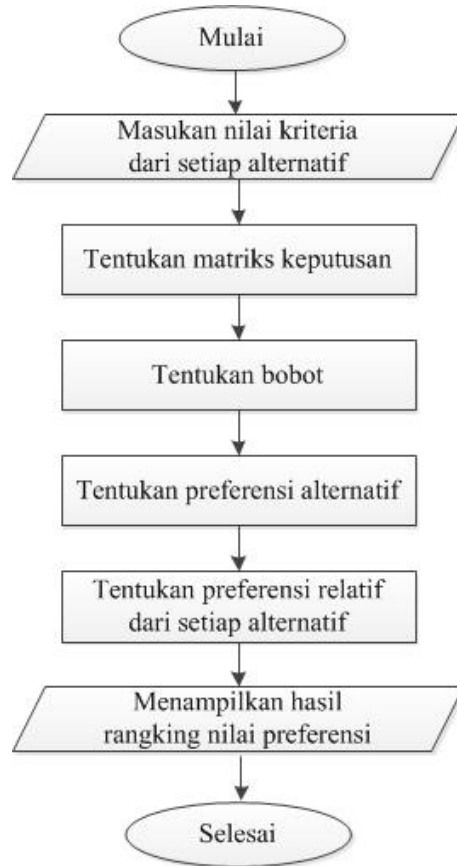 Mulai
Masukan nilai kriteria
dari setiap alternatif
Tentukan matriks keputusan
Tentukan bobot
Tentukan preferensi alternatif
Tentukan preferensi relatif
dari setiap alternatif
Menampilkan hasil
rangking nilai preferensi
Selesai